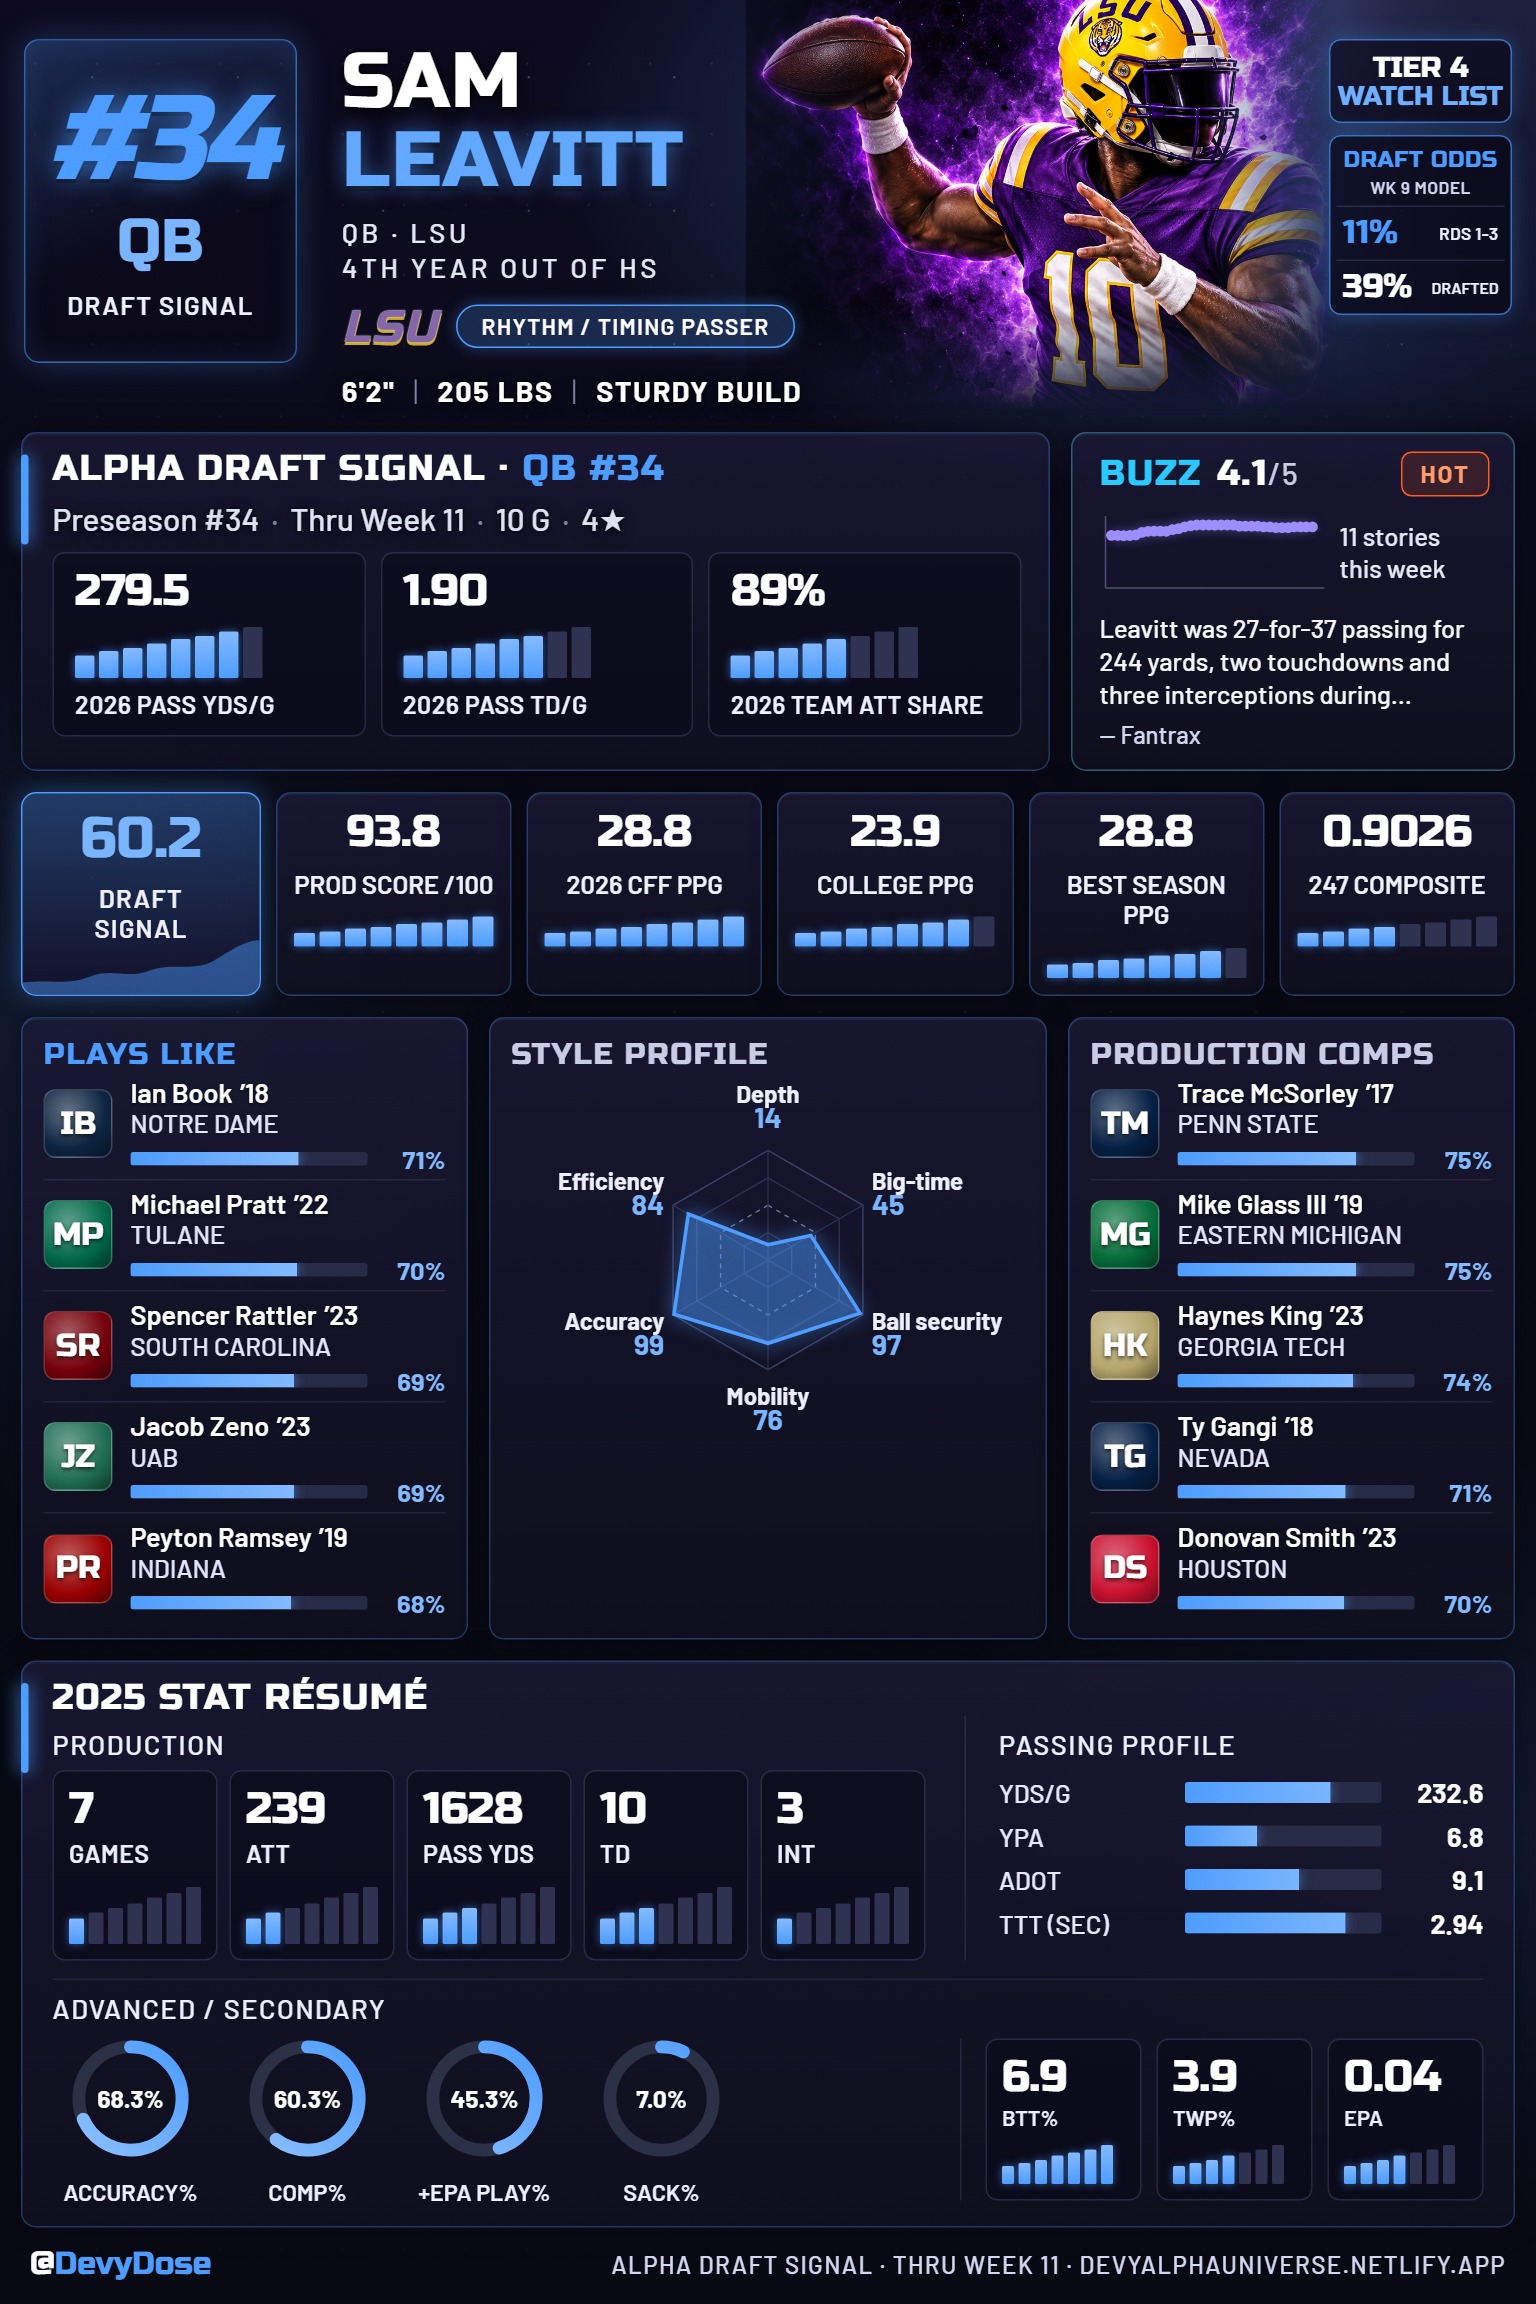 #34
QB
DRAFT SIGNAL
SAM
LEAVITT
QB · LSU
4TH YEAR OUT OF HS
LSU
RHYTHM / TIMING PASSER
6'2" | 205 LBS | STURDY BUILD
LSU
10
TIER 4
WATCH LIST
DRAFT ODDS
WK 9 MODEL
11% RDS 1-3
39% DRAFTED
ALPHA DRAFT SIGNAL · QB #34
Preseason #34 · Thru Week 11 · 10 G · 4★
279.5
2026 PASS YDS/G
1.90
2026 PASS TD/G
89%
2026 TEAM ATT SHARE
BUZZ 4.1/5
HOT
11 stories
this week
Leavitt was 27-for-37 passing for
244 yards, two touchdowns and
three interceptions during...
— Fantrax
60.2
DRAFT
SIGNAL
93.8
PROD SCORE /100
28.8
2026 CFF PPG
23.9
COLLEGE PPG
28.8
BEST SEASON
PPG
0.9026
247 COMPOSITE
PLAYS LIKE
IB
Ian Book ’18
NOTRE DAME
71%
MP
Michael Pratt ’22
TULANE
70%
SR
Spencer Rattler ’23
SOUTH CAROLINA
69%
JZ
Jacob Zeno ’23
UAB
69%
PR
Peyton Ramsey ’19
INDIANA
68%
STYLE PROFILE
Depth
14
Big-time
45
Ball security
97
Mobility
76
Accuracy
99
Efficiency
84
PRODUCTION COMPS
TM
Trace McSorley ’17
PENN STATE
75%
MG
Mike Glass III ’19
EASTERN MICHIGAN
75%
HK
Haynes King ’23
GEORGIA TECH
74%
TG
Ty Gangi ’18
NEVADA
71%
DS
Donovan Smith ’23
HOUSTON
70%
2025 STAT RÉSUMÉ
PRODUCTION
7
GAMES
239
ATT
1628
PASS YDS
10
TD
3
INT
PASSING PROFILE
YDS/G 232.6
YPA 6.8
ADOT 9.1
TTT (SEC) 2.94
ADVANCED / SECONDARY
68.3%
ACCURACY%
60.3%
COMP%
45.3%
+EPA PLAY%
7.0%
SACK%
6.9
BTT%
3.9
TWP%
0.04
EPA
@DevyDose
ALPHA DRAFT SIGNAL · THRU WEEK 11 · DEVYALPHAUNIVERSE.NETLIFY.APP